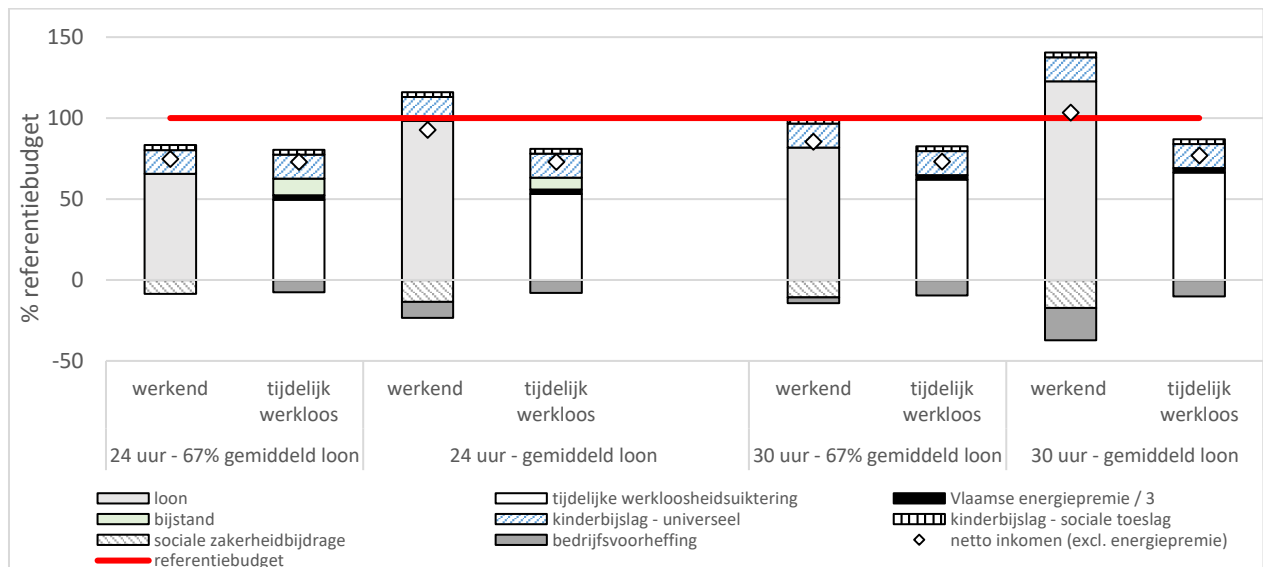 % referentiebudget
150
100
50
0
-50
werkend
tijdelijk
werkloos
werkend
tijdelijk
werkloos
werkend
tijdelijk
werkloos
werkend
tijdelijk
werkloos
24 uur - 67% gemiddeld loon
24 uur - gemiddeld loon
30 uur - 67% gemiddeld loon
30 uur - gemiddeld loon
loon
tijdelijke werkloosheidsuiktering
Vlaamse energiepremie / 3
bijstand
kinderbijslag - universeel
kinderbijslag - sociale toeslag
sociale zakerheidbijdrage
bedrijfsvoorheffing
netto inkomen (excl. energiepremie)
referentiebudget